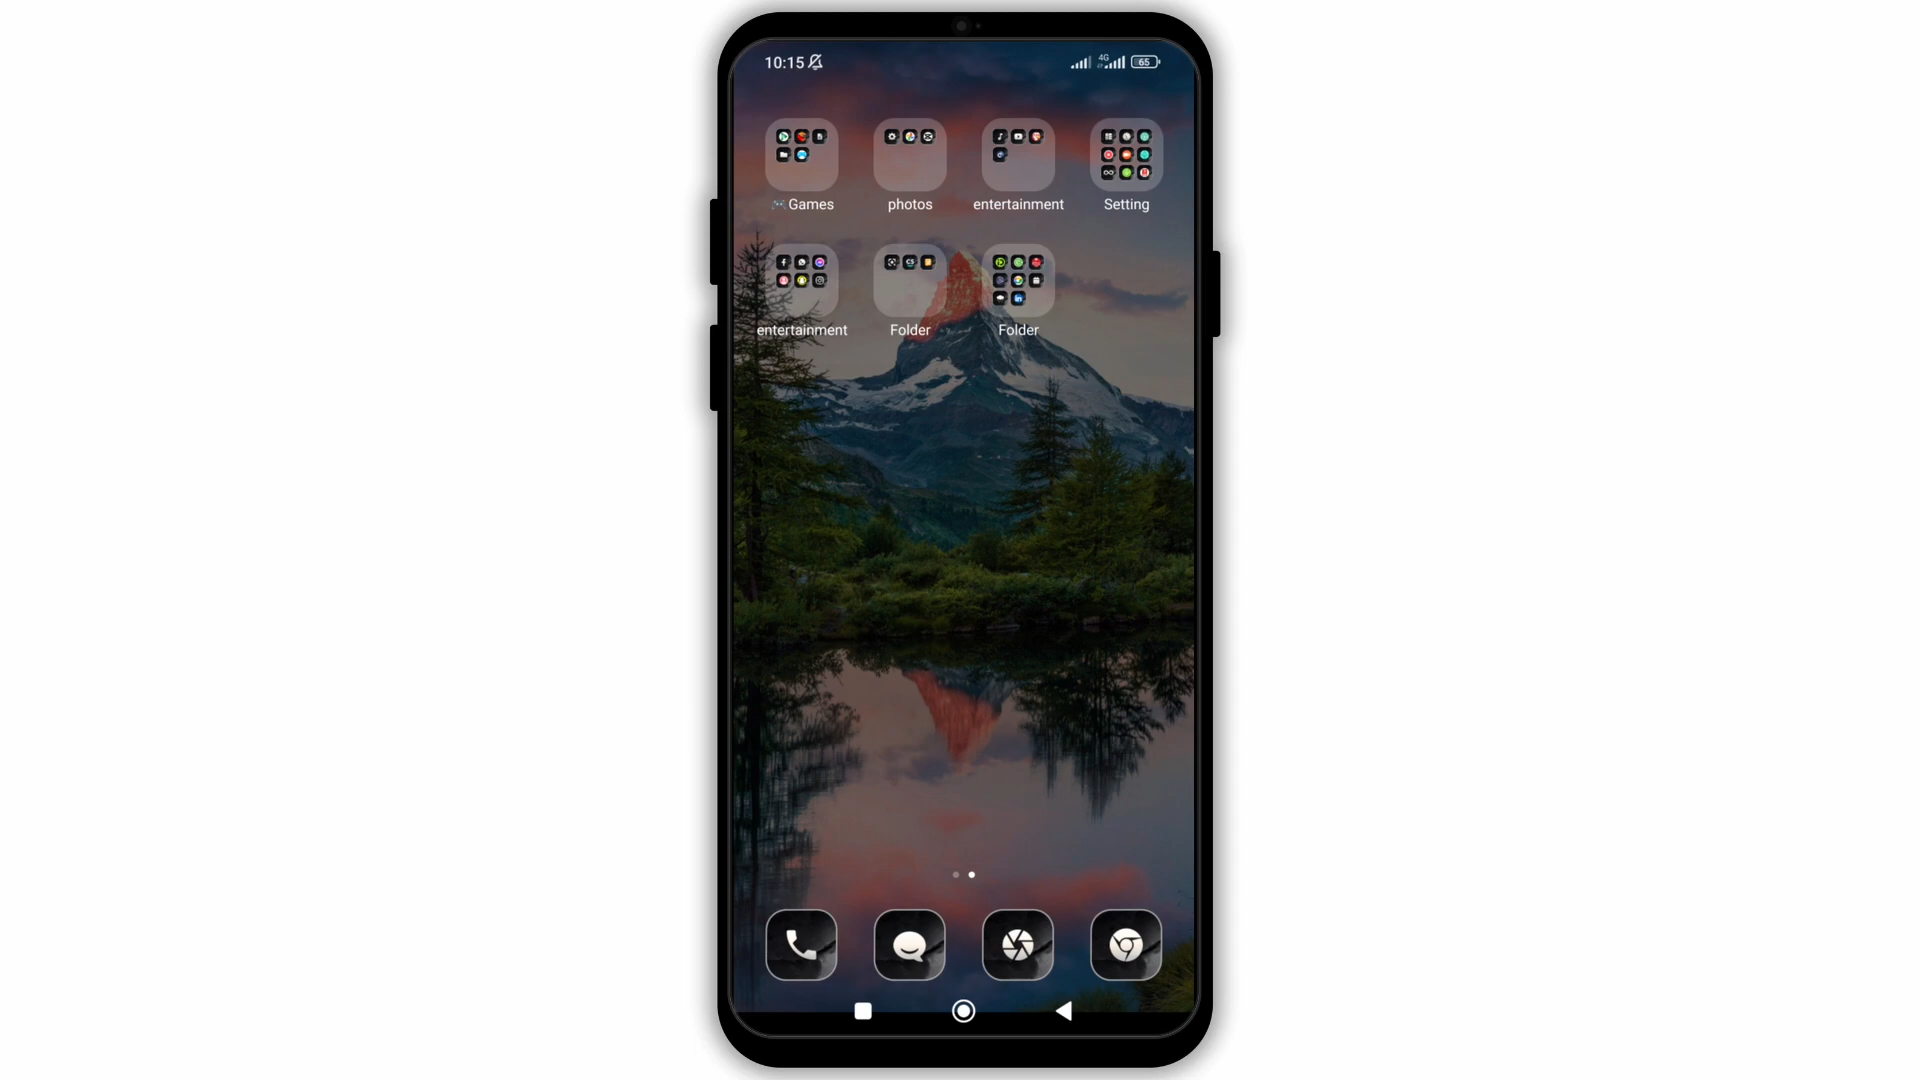 10:15
4G
65
🎮Games
photos
entertainment
Setting
entertainment
Folder
Folder